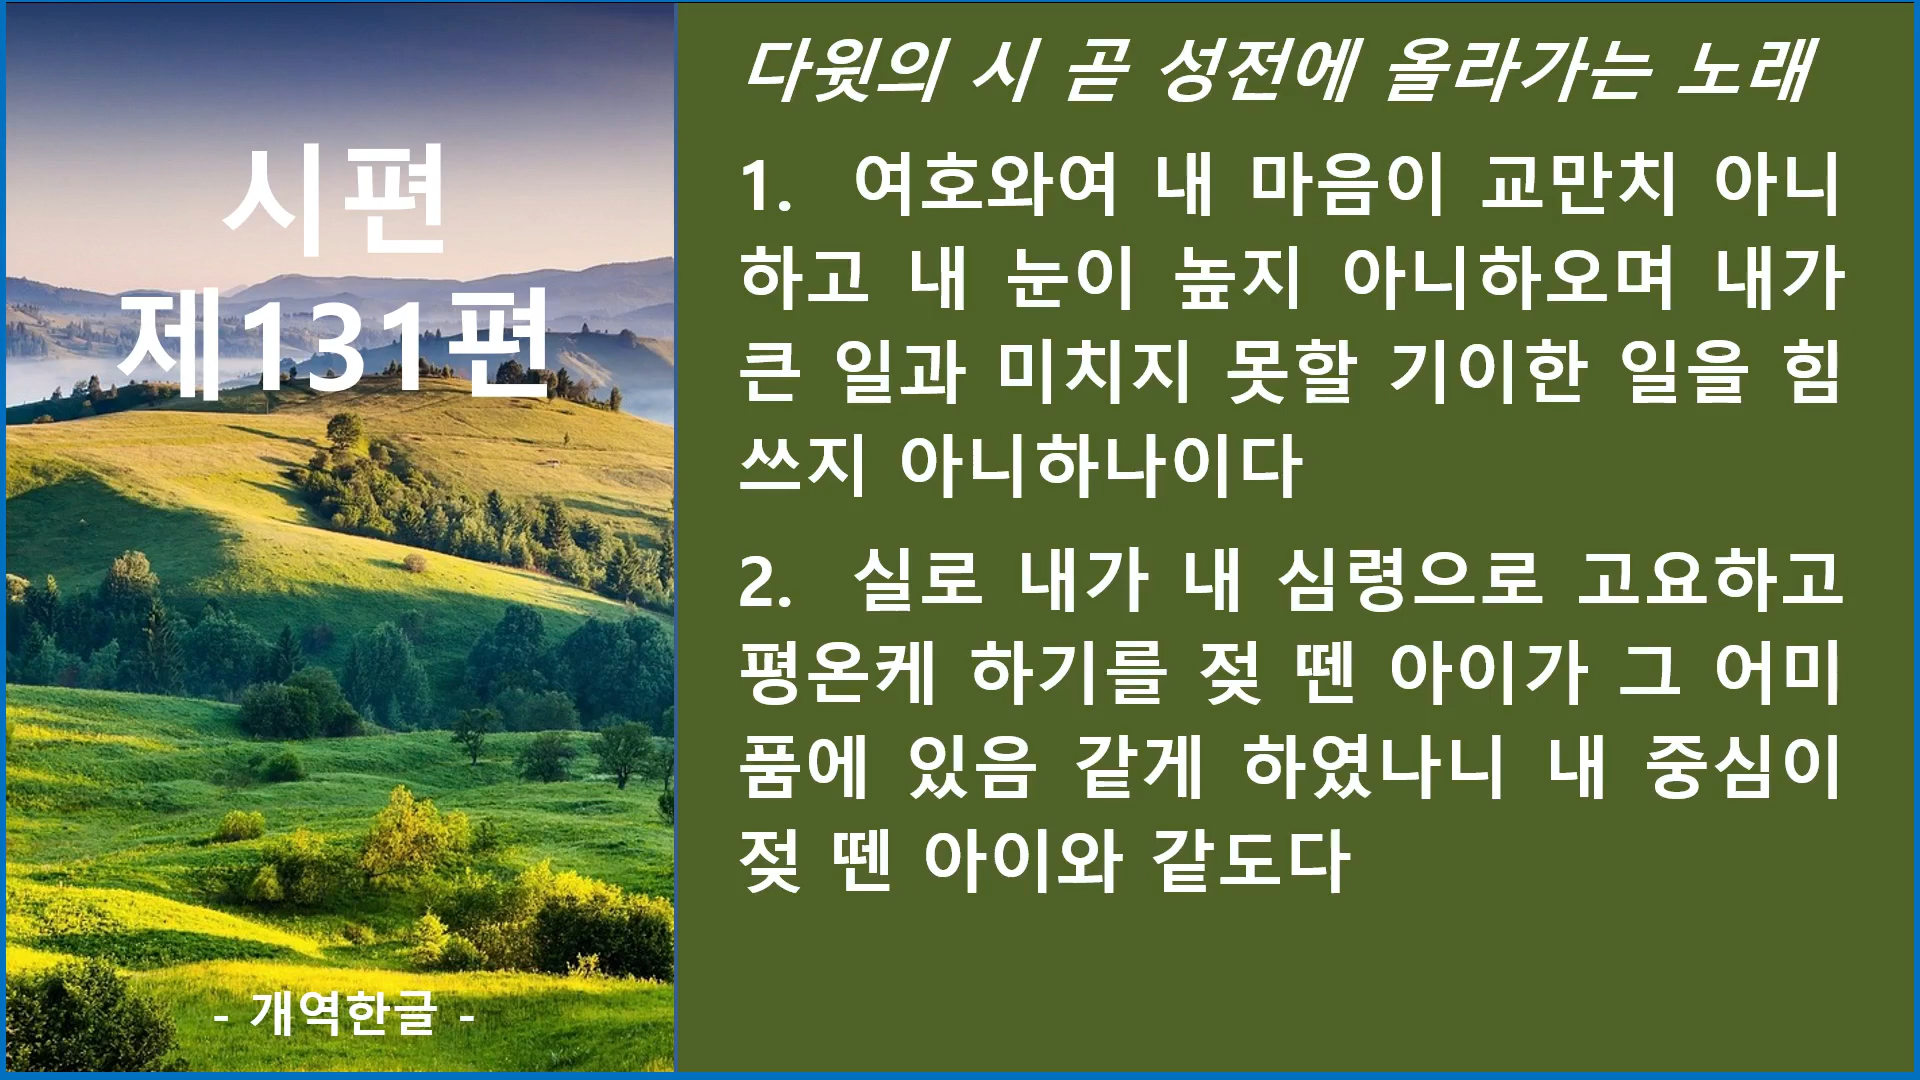 시편
제131편
- 개역한글 -
다윗의 시 곧 성전에 올라가는 노래
1. 여호와여 내 마음이 교만치 아니
하고 내 눈이 높지 아니하오며 내가
큰 일과 미치지 못할 기이한 일을 힘
쓰지 아니하나이다
2. 실로 내가 내 심령으로 고요하고
평온케 하기를 젖 뗀 아이가 그 어미
품에 있음 같게 하였나니 내 중심이
젖 뗀 아이와 같도다